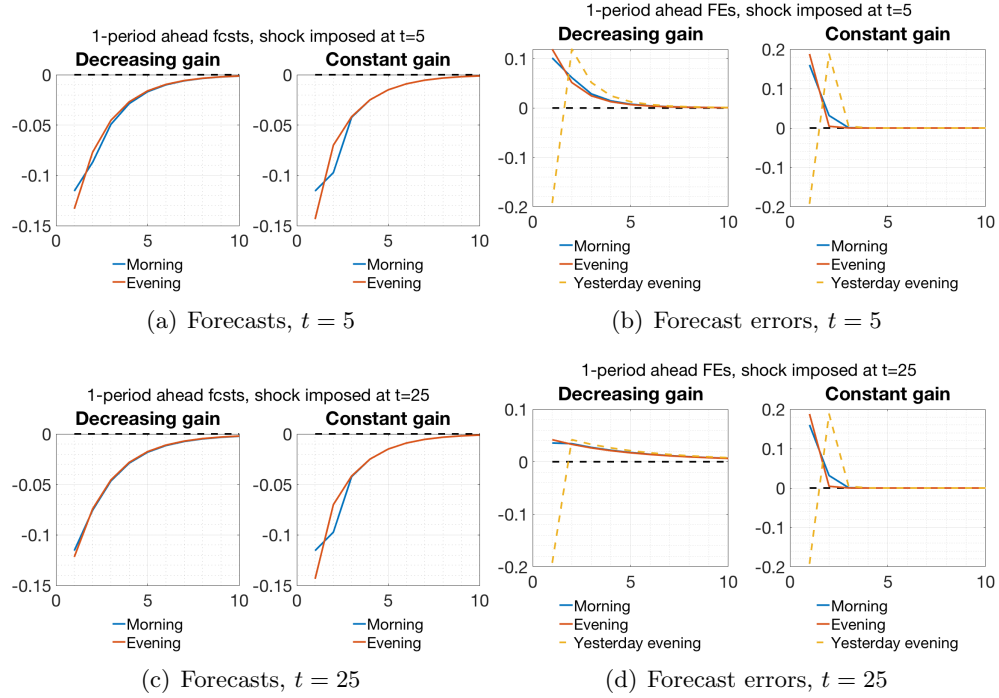 1-period ahead fcsts, shock imposed at t=5
Decreasing gain
Constant gain
0
-0.05
-0.1
-0.15
0
5
10
Morning
Evening
0
-0.05
-0.1
-0.15
0
5
10
Morning
Evening
(a) Forecasts, t = 5
1-period ahead FEs, shock imposed at t=5
Decreasing gain
Constant gain
0.1
0
-0.1
-0.2
0
5
10
Morning
Evening
Yesterday evening
0.2
0.1
0
-0.1
-0.2
0
5
10
Morning
Evening
Yesterday evening
(b) Forecast errors, t = 5
1-period ahead fcsts, shock imposed at t=25
Decreasing gain
Constant gain
0
-0.05
-0.1
-0.15
0
5
10
Morning
Evening
0
-0.05
-0.1
-0.15
0
5
10
Morning
Evening
(c) Forecasts, t = 25
1-period ahead FEs, shock imposed at t=25
Decreasing gain
Constant gain
0.1
0
-0.1
-0.2
0
5
10
Morning
Evening
Yesterday evening
0.2
0.1
0
-0.1
-0.2
0
5
10
Morning
Evening
Yesterday evening
(d) Forecast errors, t = 25